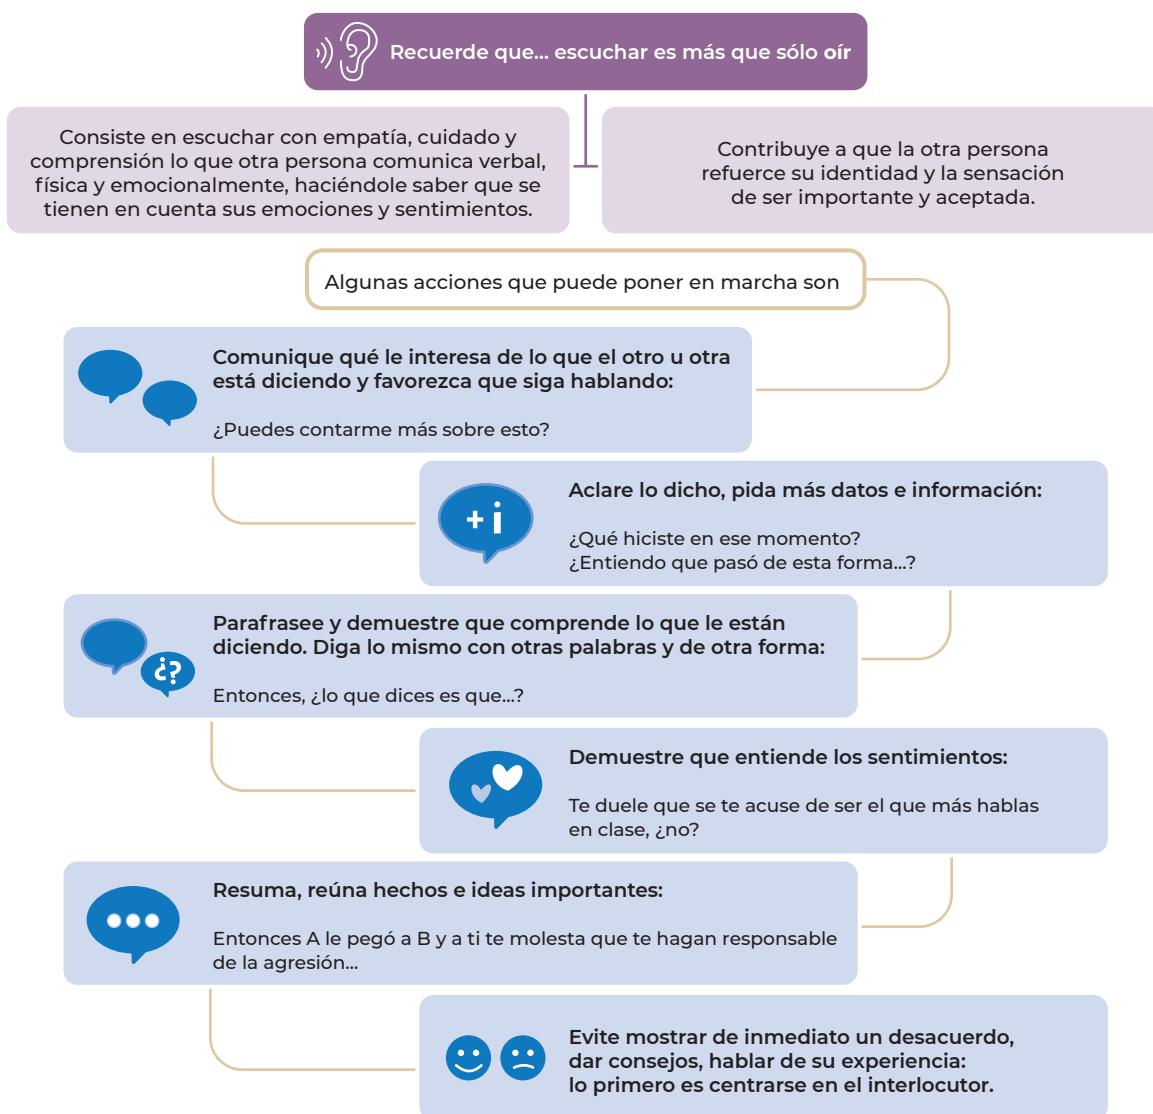 Recuerde que... escuchar es más que sólo oír
Consiste en escuchar con empatía, cuidado y
comprensión lo que otra persona comunica verbal,
física y emocionalmente, haciéndole saber que se
tienen en cuenta sus emociones y sentimientos.
Contribuye a que la otra persona
refuerce su identidad y la sensación
de ser importante y aceptada.
Algunas acciones que puede poner en marcha son
Comunique qué le interesa de lo que el otro u otra
está diciendo y favorezca que siga hablando:
¿Puedes contarme más sobre esto?
+i
Aclare lo dicho, pida más datos e información:
¿Qué hiciste en ese momento?
¿Entiendo que pasó de esta forma...?
¿?
Parafrasee y demuestre que comprende lo que le están
diciendo. Diga lo mismo con otras palabras y de otra forma:
Entonces, ¿lo que dices es que...?
Demuestre que entiende los sentimientos:
Te duele que se te acuse de ser el que más hablas
en clase, ¿no?
Resuma, reúna hechos e ideas importantes:
Entonces A le pegó a B y a ti te molesta que te hagan responsable
de la agresión...
Evite mostrar de inmediato un desacuerdo,
dar consejos, hablar de su experiencia:
lo primero es centrarse en el interlocutor.